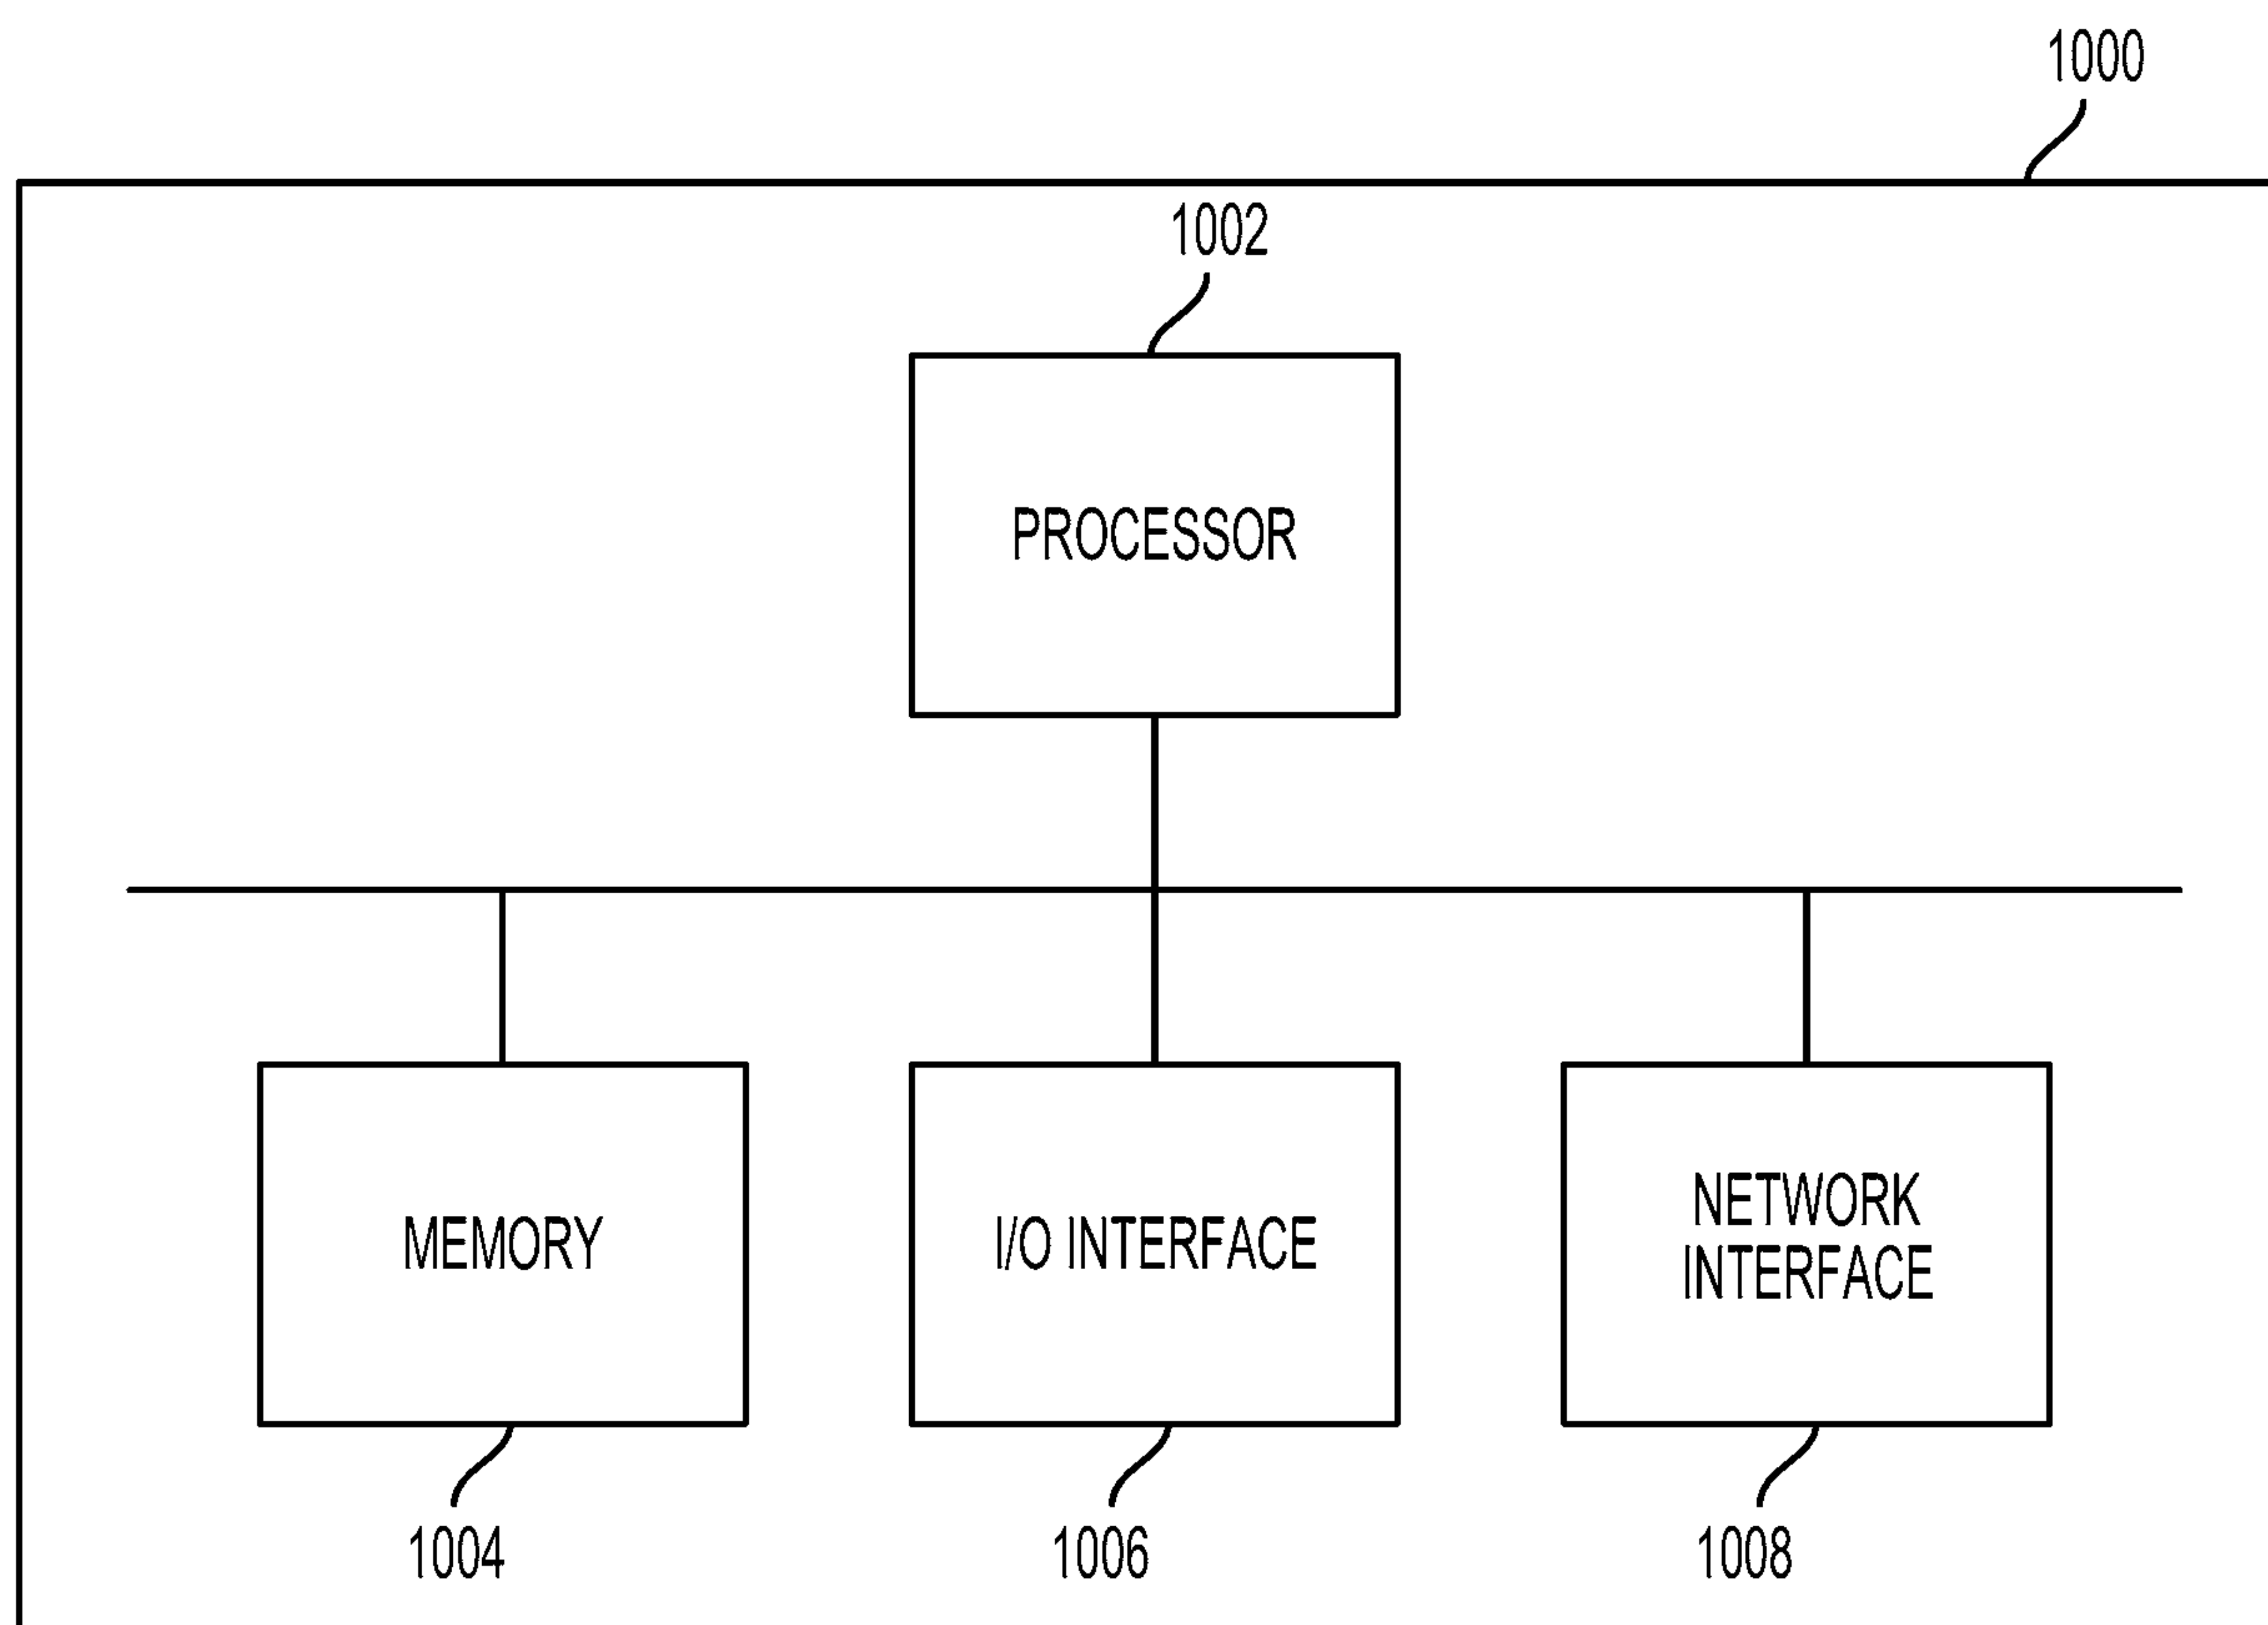 1000
1002
PROCESSOR
MEMORY
I/O INTERFACE
NETWORK
INTERFACE
1004
1006
1008